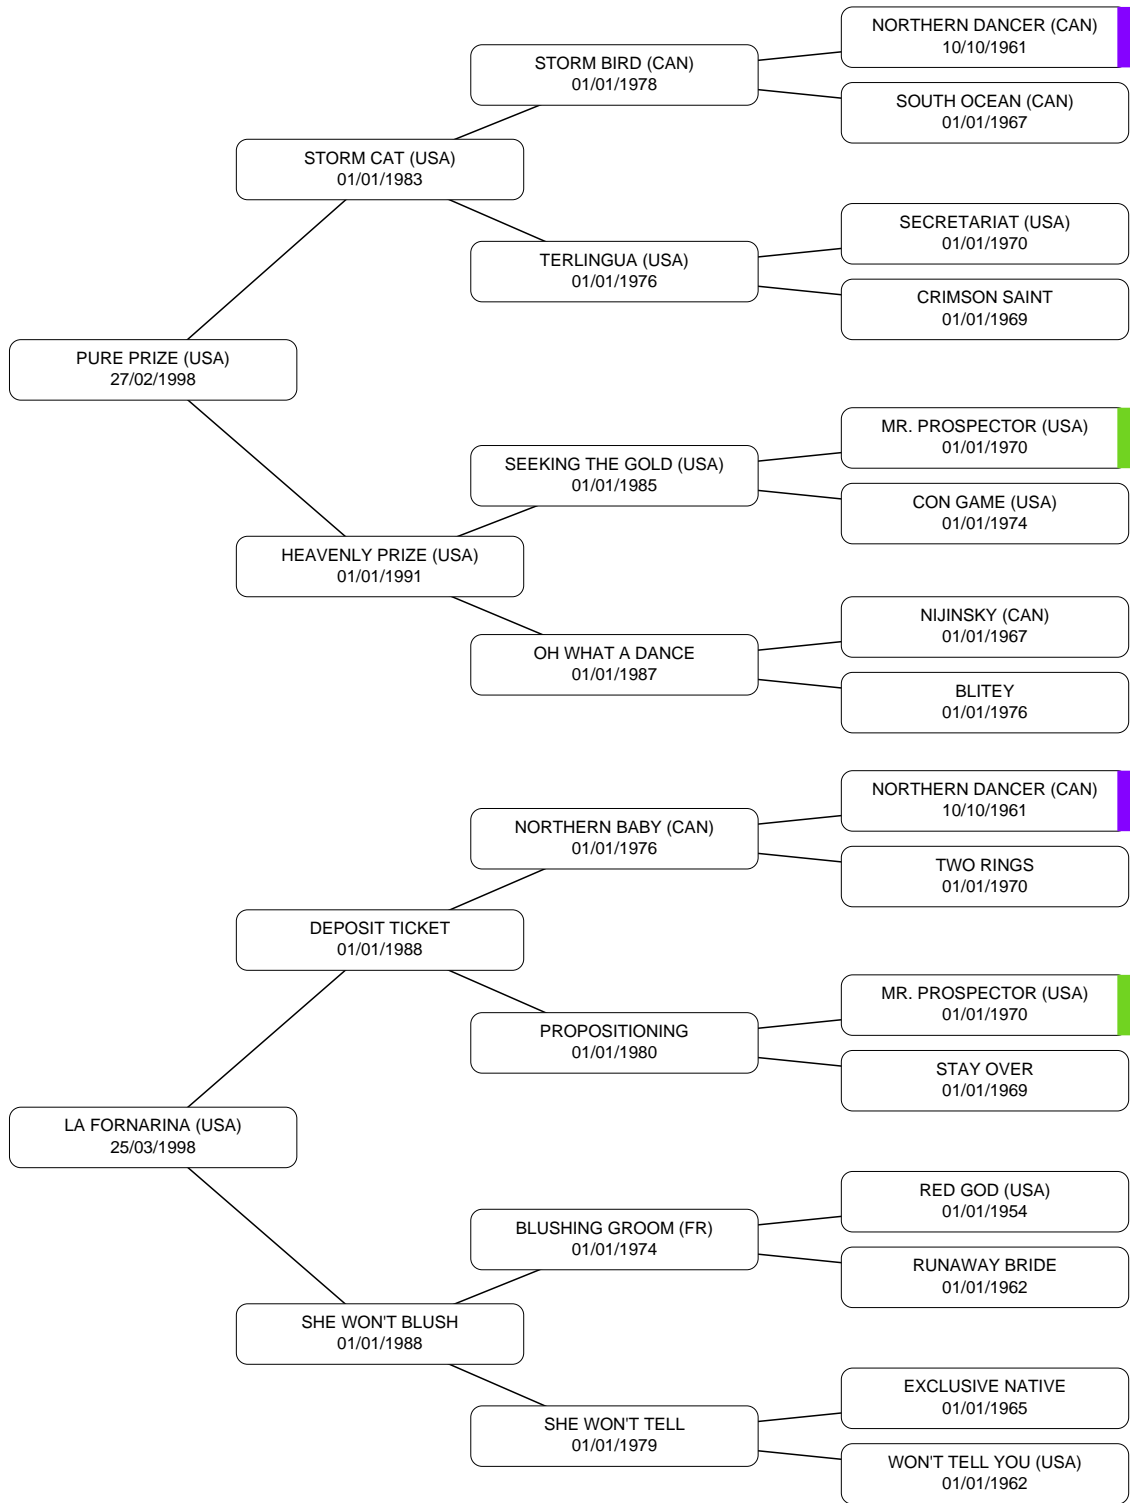 NORTHERN DANCER (CAN)
10/10/1961
STORM BIRD (CAN)
01/01/1978
SOUTH OCEAN (CAN)
01/01/1967
STORM CAT (USA)
01/01/1983
SECRETARIAT (USA)
01/01/1970
TERLINGUA (USA)
01/01/1976
CRIMSON SAINT
01/01/1969
PURE PRIZE (USA)
27/02/1998
MR. PROSPECTOR (USA)
01/01/1970
SEEKING THE GOLD (USA)
01/01/1985
CON GAME (USA)
01/01/1974
HEAVENLY PRIZE (USA)
01/01/1991
NIJINSKY (CAN)
01/01/1967
OH WHAT A DANCE
01/01/1987
BLITEY
01/01/1976
NORTHERN DANCER (CAN)
10/10/1961
NORTHERN BABY (CAN)
01/01/1976
TWO RINGS
01/01/1970
DEPOSIT TICKET
01/01/1988
MR. PROSPECTOR (USA)
01/01/1970
PROPOSITIONING
01/01/1980
STAY OVER
01/01/1969
LA FORNARINA (USA)
25/03/1998
RED GOD (USA)
01/01/1954
BLUSHING GROOM (FR)
01/01/1974
RUNAWAY BRIDE
01/01/1962
SHE WON'T BLUSH
01/01/1988
EXCLUSIVE NATIVE
01/01/1965
SHE WON'T TELL
01/01/1979
WON'T TELL YOU (USA)
01/01/1962